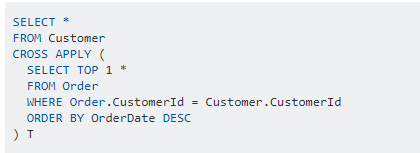 SELECT *
FROM Customer
CROSS APPLY (
  SELECT TOP 1 *
  FROM Order
  WHERE Order.CustomerId = Customer.CustomerId
  ORDER BY OrderDate DESC
) T